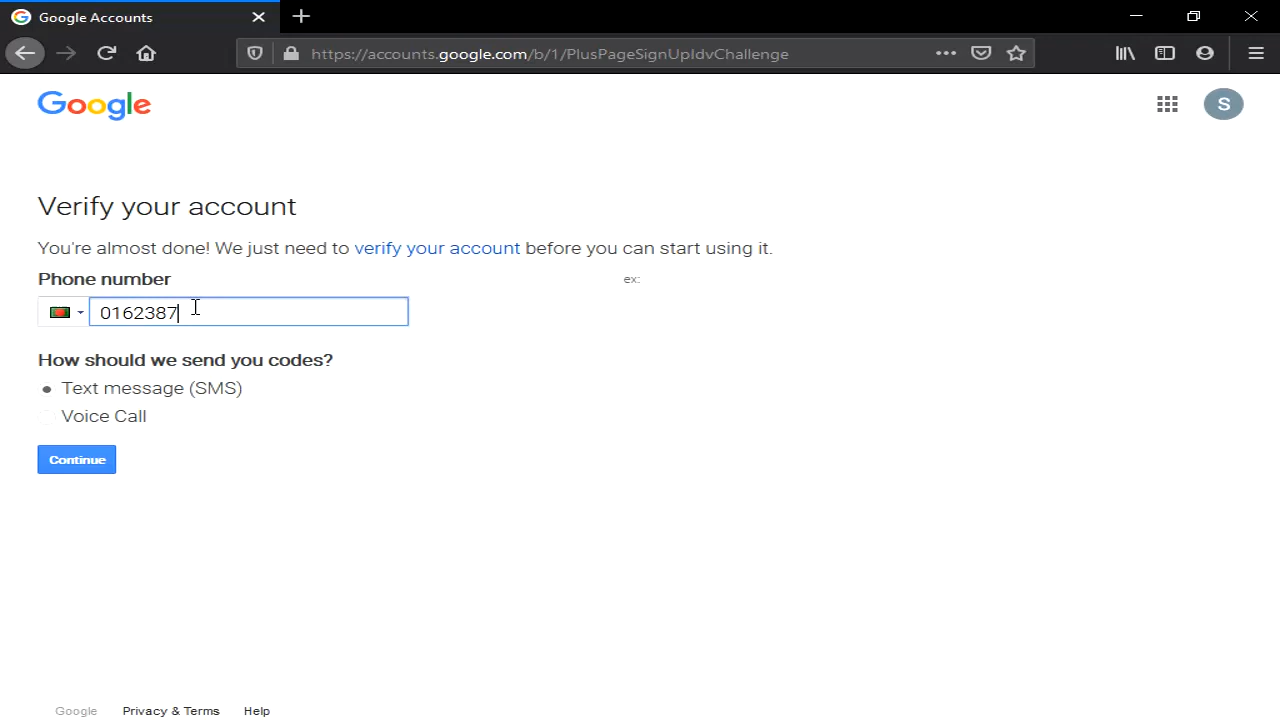 Google Accounts
https://accounts.google.com/b/1/PlusPageSignUpIdvChallenge
Google
S
Verify your account
You're almost done! We just need to verify your account before you can start using it.
Phone number
ex:
0162387
How should we send you codes?
Text message (SMS)
Voice Call
Continue
Google Privacy & Terms Help